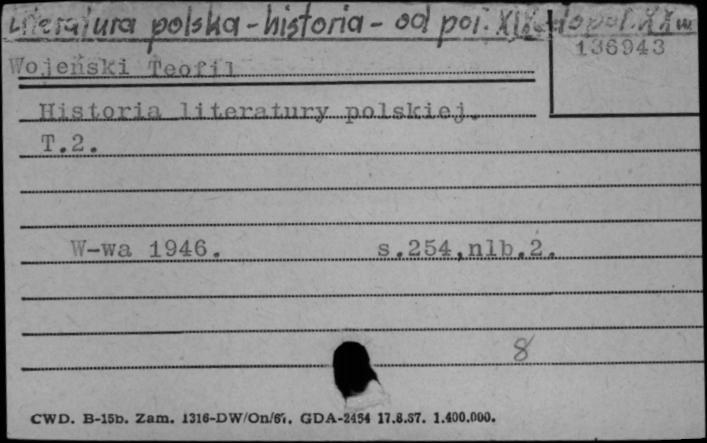 Literatura polska - historia - od poł. XIX do poł. XX w
136943
Wojeński Teofil
Historia literatury polskiej.
T.2.
W-wa 1946. s.254,nlb.2.
8
CWD. B-15b. Zam. 1316-DW/On/67. GDA-2454 17.8.57. 1.400.000.